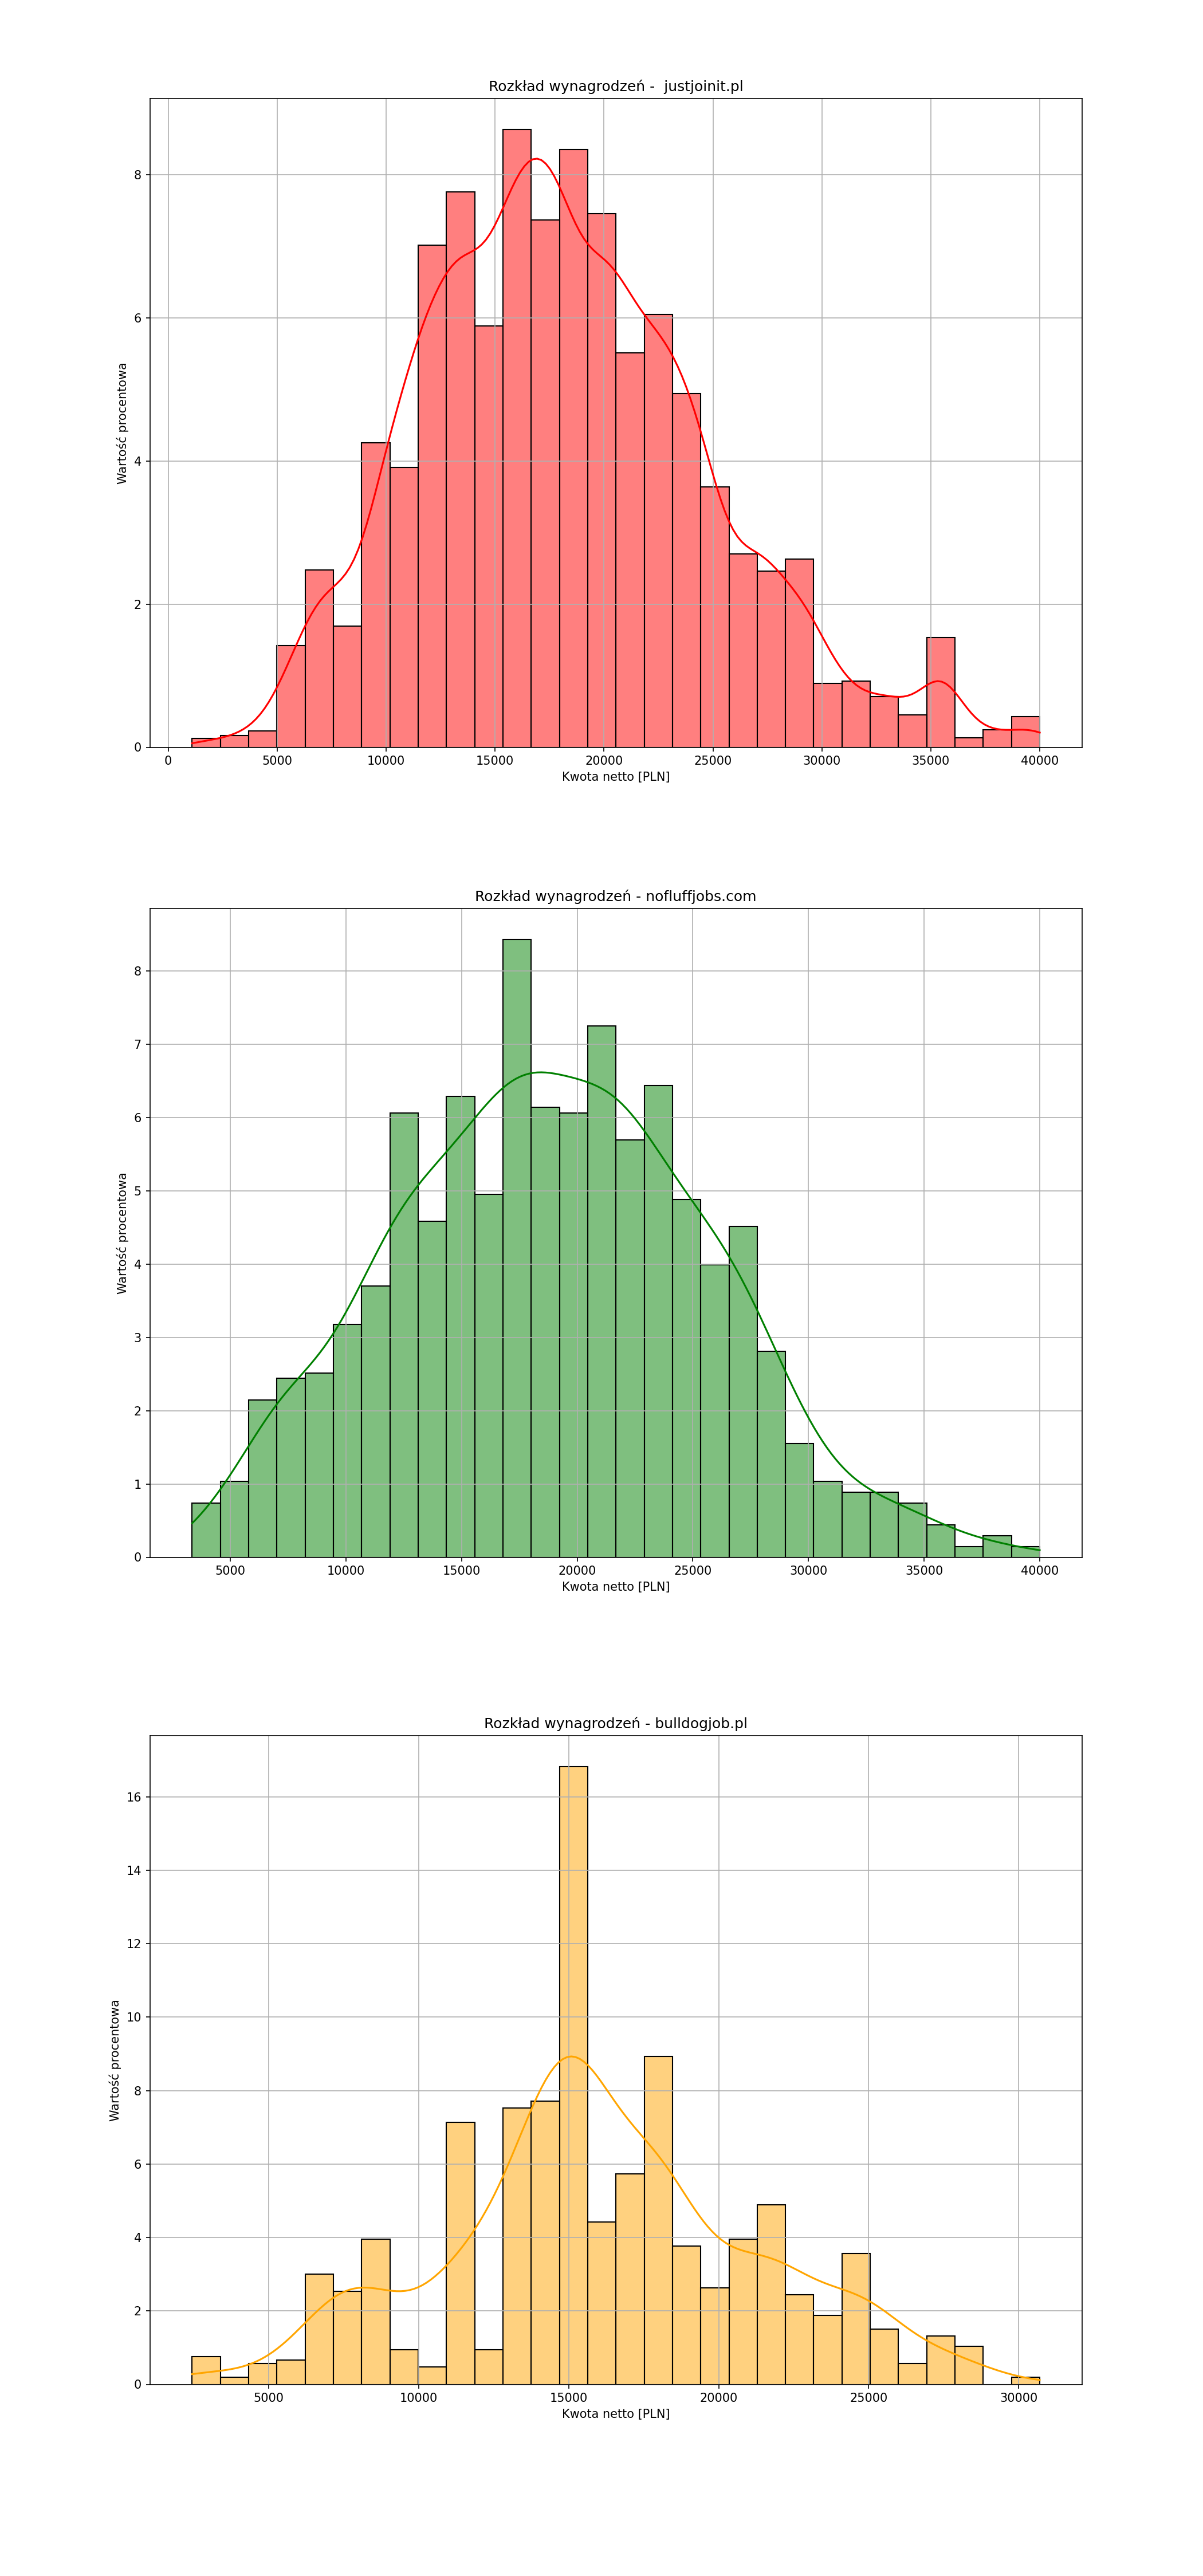 Rozkład wynagrodzeń -  justjoinit.pl
Wartość procentowa
8
6
4
2
0
0 5000 10000 15000 20000 25000 30000 35000 40000
Kwota netto [PLN]
Rozkład wynagrodzeń - nofluffjobs.com
Wartość procentowa
8
7
6
5
4
3
2
1
0
5000 10000 15000 20000 25000 30000 35000 40000
Kwota netto [PLN]
Rozkład wynagrodzeń - bulldogjob.pl
Wartość procentowa
16
14
12
10
8
6
4
2
0
5000 10000 15000 20000 25000 30000
Kwota netto [PLN]